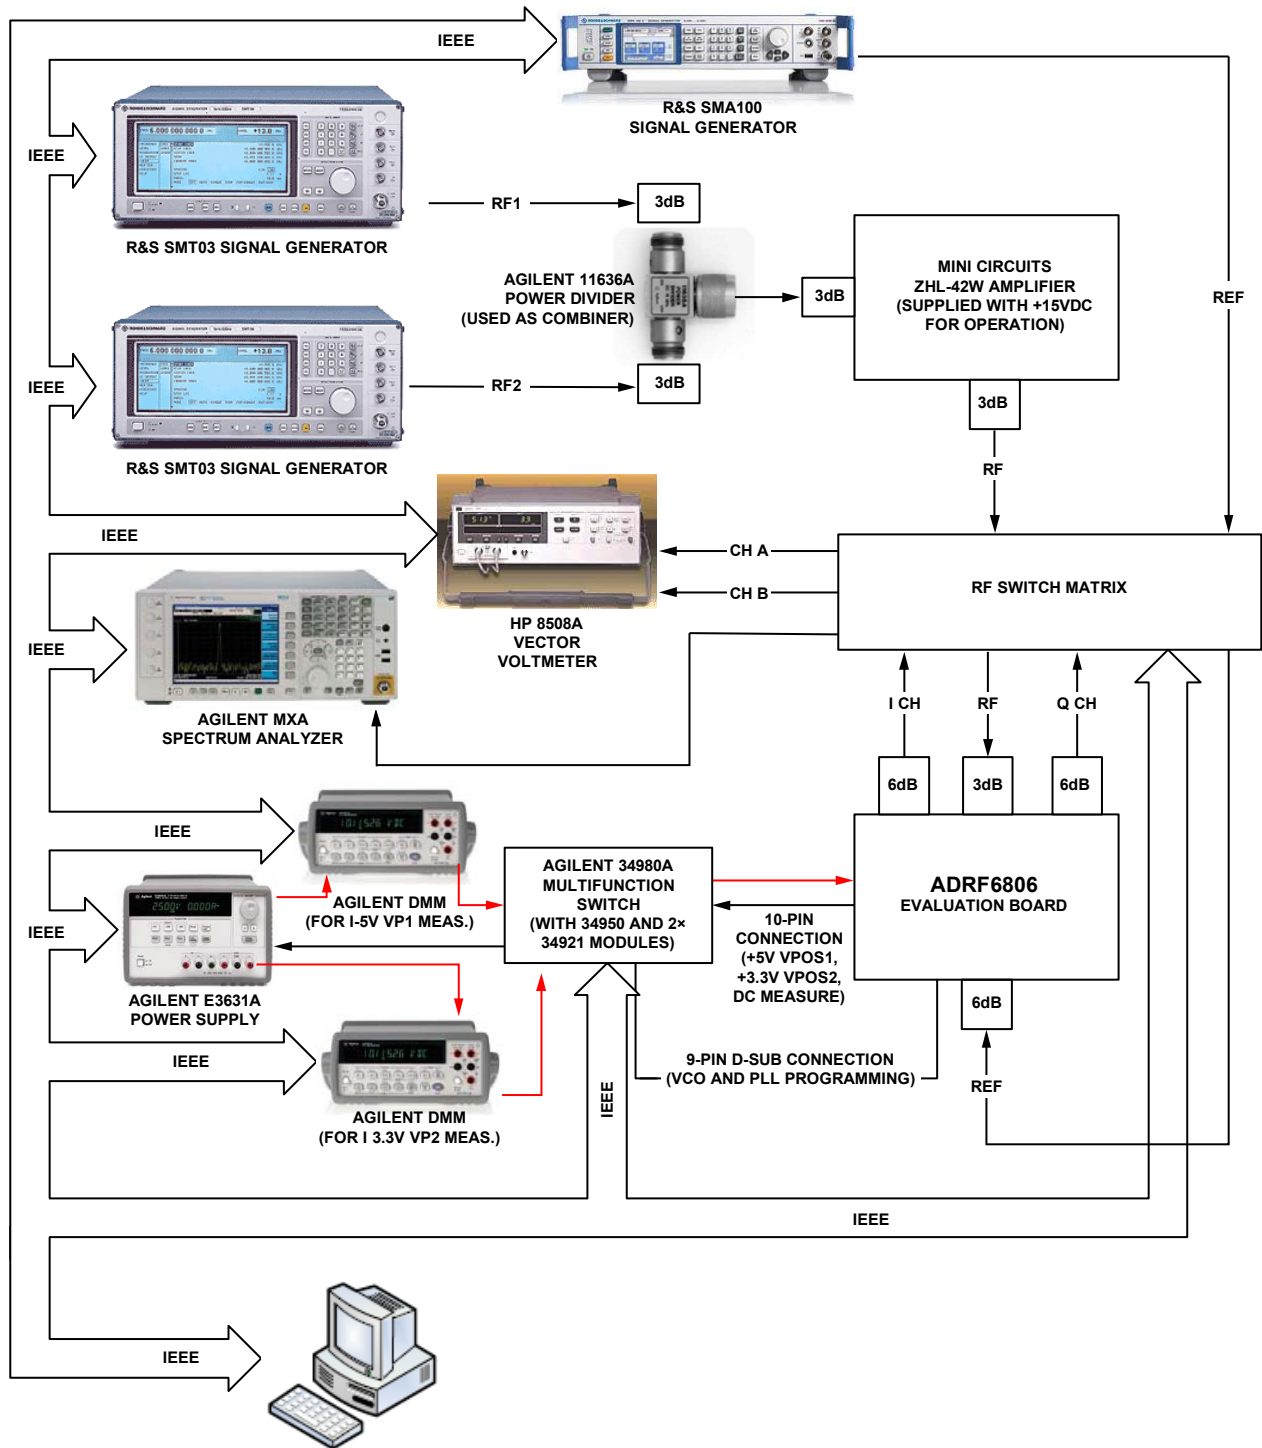 IEEE
R&S SMA100
SIGNAL GENERATOR
IEEE
R&S SMT03 SIGNAL GENERATOR
RF1
3dB
AGILENT 11636A
POWER DIVIDER
(USED AS COMBINER)
3dB
MINI CIRCUITS
ZHL-42W AMPLIFIER
(SUPPLIED WITH +15VDC
FOR OPERATION)
REF
IEEE
R&S SMT03 SIGNAL GENERATOR
RF2
3dB
3dB
RF
IEEE
HP 8508A
VECTOR
VOLTMETER
CH A
CH B
RF SWITCH MATRIX
IEEE
AGILENT MXA
SPECTRUM ANALYZER
I CH
RF
Q CH
6dB
3dB
6dB
IEEE
AGILENT DMM
(FOR I-5V VP1 MEAS.)
AGILENT 34980A
MULTIFUNCTION
SWITCH
(WITH 34950 AND 2×
34921 MODULES)
ADRF6806
EVALUATION BOARD
10-PIN
CONNECTION
(+5V VPOS1,
+3.3V VPOS2,
DC MEASURE)
IEEE
AGILENT E3631A
POWER SUPPLY
6dB
IEEE
AGILENT DMM
(FOR I 3.3V VP2 MEAS.)
9-PIN D-SUB CONNECTION
(VCO AND PLL PROGRAMMING)
REF
IEEE
IEEE
IEEE